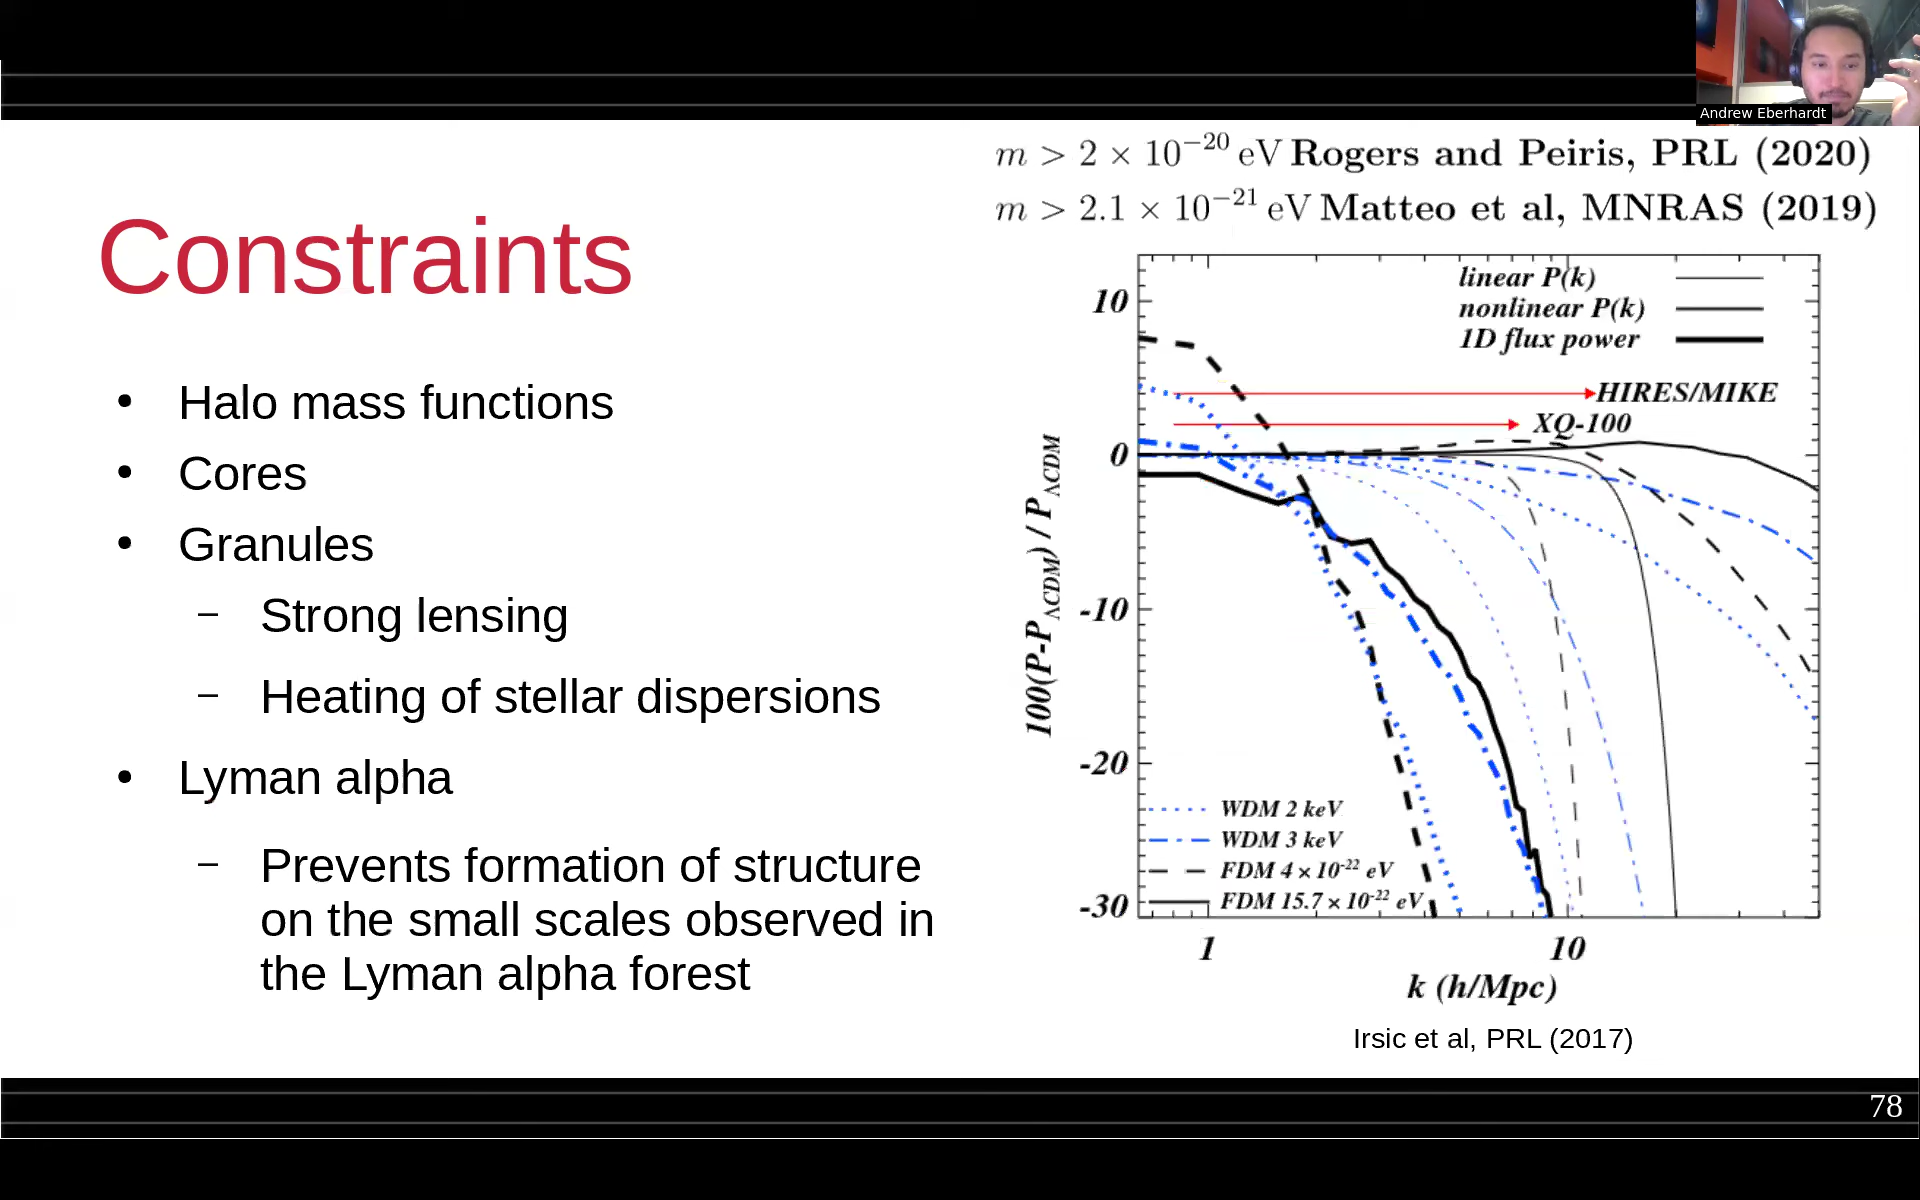 Andrew Eberhardt
m > 2 × 10⁻²⁰ eV Rogers and Peiris, PRL (2020)
m > 2.1 × 10⁻²¹ eV Matteo et al, MNRAS (2019)
Constraints
• Halo mass functions
• Cores
• Granules
– Strong lensing
– Heating of stellar dispersions
• Lyman alpha
– Prevents formation of structure
on the small scales observed in
the Lyman alpha forest
linear P(k)
nonlinear P(k)
1D flux power
HIRES/MIKE
XQ-100
10
0
-10
-20
-30
100(P-P_ΛCDM) / P_ΛCDM
WDM 2 keV
WDM 3 keV
FDM 4 × 10⁻²² eV
FDM 15.7 × 10⁻²² eV
1 10
k (h/Mpc)
Irsic et al, PRL (2017)
78